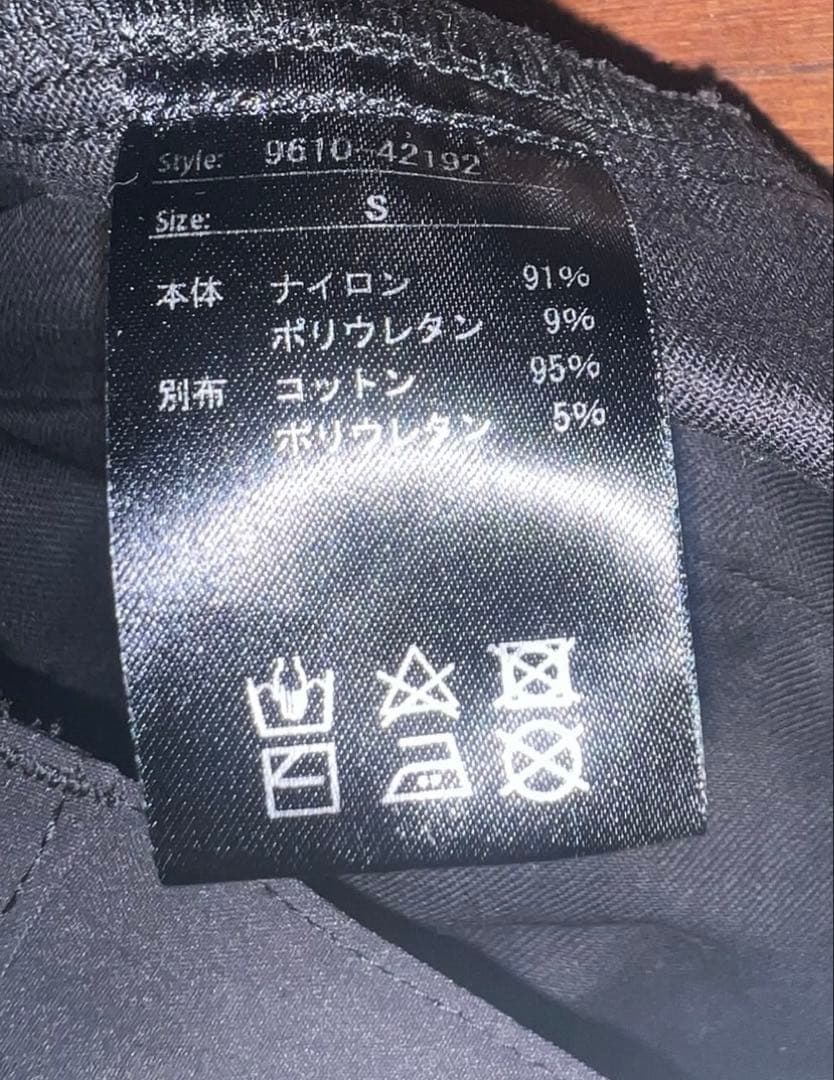 Style: 9610-42192
Size: S
本体 ナイロン 91%
ポリウレタン 9%
別布 コットン 95%
ポリウレタン 5%